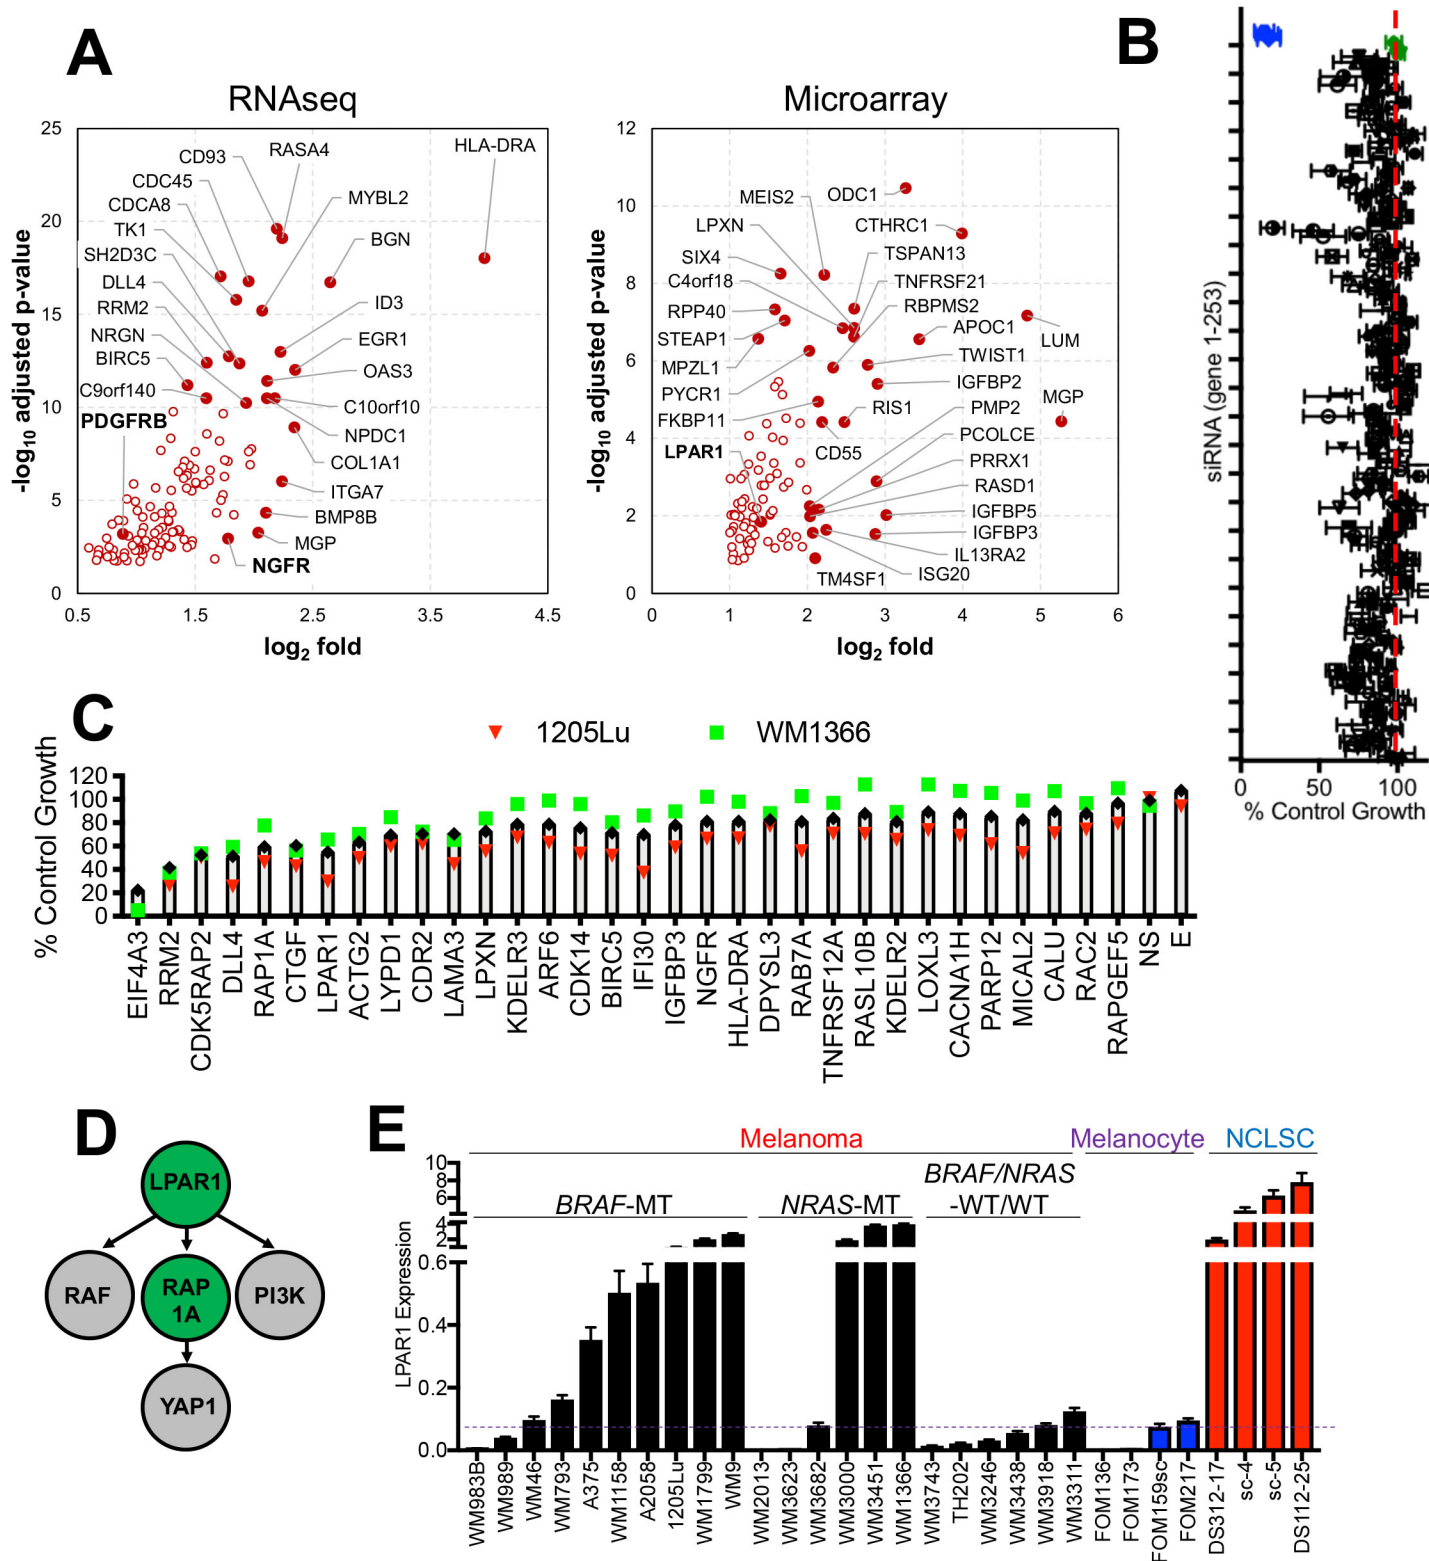 A
RNAseq
-log10 adjusted p-value
25
20
15
10
5
0
0.5
1.5
2.5
3.5
4.5
log2 fold
CD93
RASA4
HLA-DRA
CDC45
CDCA8
MYBL2
TK1
SH2D3C
BGN
DLL4
RRM2
ID3
NRGN
EGR1
BIRC5
OAS3
C9orf140
C10orf10
PDGFRB
NPDC1
COL1A1
ITGA7
BMP8B
MGP
NGFR
Microarray
-log10 adjusted p-value
12
10
8
6
4
2
0
0
1
2
3
4
5
6
log2 fold
MEIS2
ODC1
LPXN
CTHRC1
SIX4
TSPAN13
C4orf18
TNFRSF21
RPP40
RBPMS2
STEAP1
APOC1
LUM
MPZL1
TWIST1
PYCR1
IGFBP2
MGP
FKBP11
RIS1
PMP2
CD55
PCOLCE
LPAR1
PRRX1
RASD1
IGFBP5
IGFBP3
IL13RA2
ISG20
TM4SF1
B
siRNA (gene 1-253)
0
50
100
% Control Growth
C
1205Lu
WM1366
% Control Growth
120
100
80
60
40
20
0
EIF4A3
RRM2
CDK5RAP2
DLL4
RAP1A
CTGF
LPAR1
ACTG2
LYPD1
CDR2
LAMA3
LPXN
KDELR3
ARF6
CDK14
BIRC5
IFI30
IGFBP3
NGFR
HLA-DRA
DPYSL3
RAB7A
TNFRSF12A
RASL10B
KDELR2
LOXL3
CACNA1H
PARP12
MICAL2
CALU
RAC2
RAPGEF5
NS
E
D
LPAR1
RAF
RAP
1A
PI3K
YAP1
E
Melanoma
Melanocyte
NCLSC
BRAF-MT
NRAS-MT
BRAF/NRAS
-WT/WT
LPAR1 Expression
10
8
6
4
2
0.6
0.4
0.2
0.0
WM983B
WM989
WM46
WM793
A375
WM1158
A2058
1205Lu
WM1799
WM9
WM20113
WM3623
WM3682
WM3000
WM3451
WM1366
WM3743
TH202
WM3246
WM3438
WM3918
WM3311
FOM136
FOM173
FOM159sc
FOM217
DS312-17
sc-4
sc-5
DS112-25